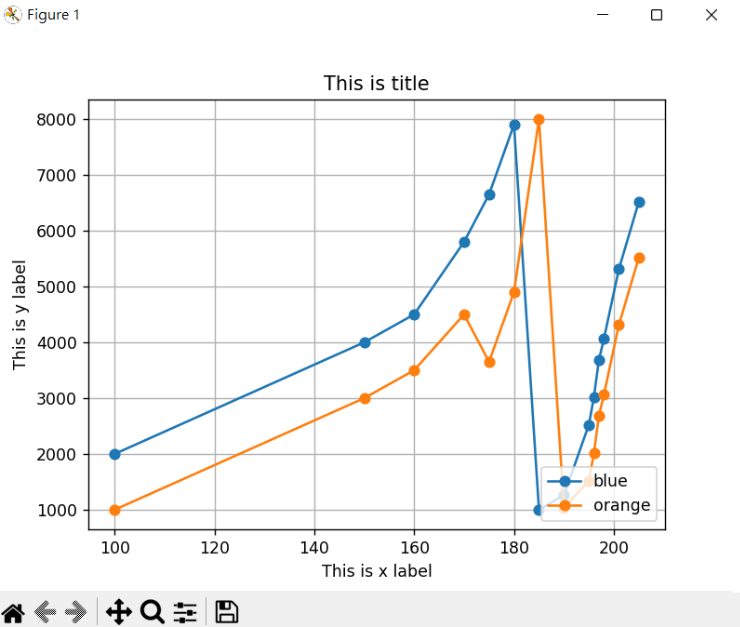 Figure 1
This is title
8000
7000
6000
5000
4000
3000
2000
1000
This is y label
blue
orange
100 120 140 160 180 200
This is x label